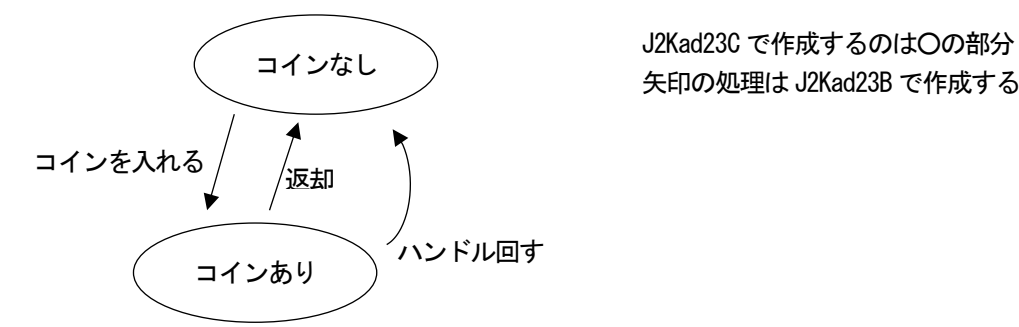 コインなし
J2Kad23C で作成するのは〇の部分
矢印の処理は J2Kad23B で作成する
コインを入れる
返却
ハンドル回す
コインあり